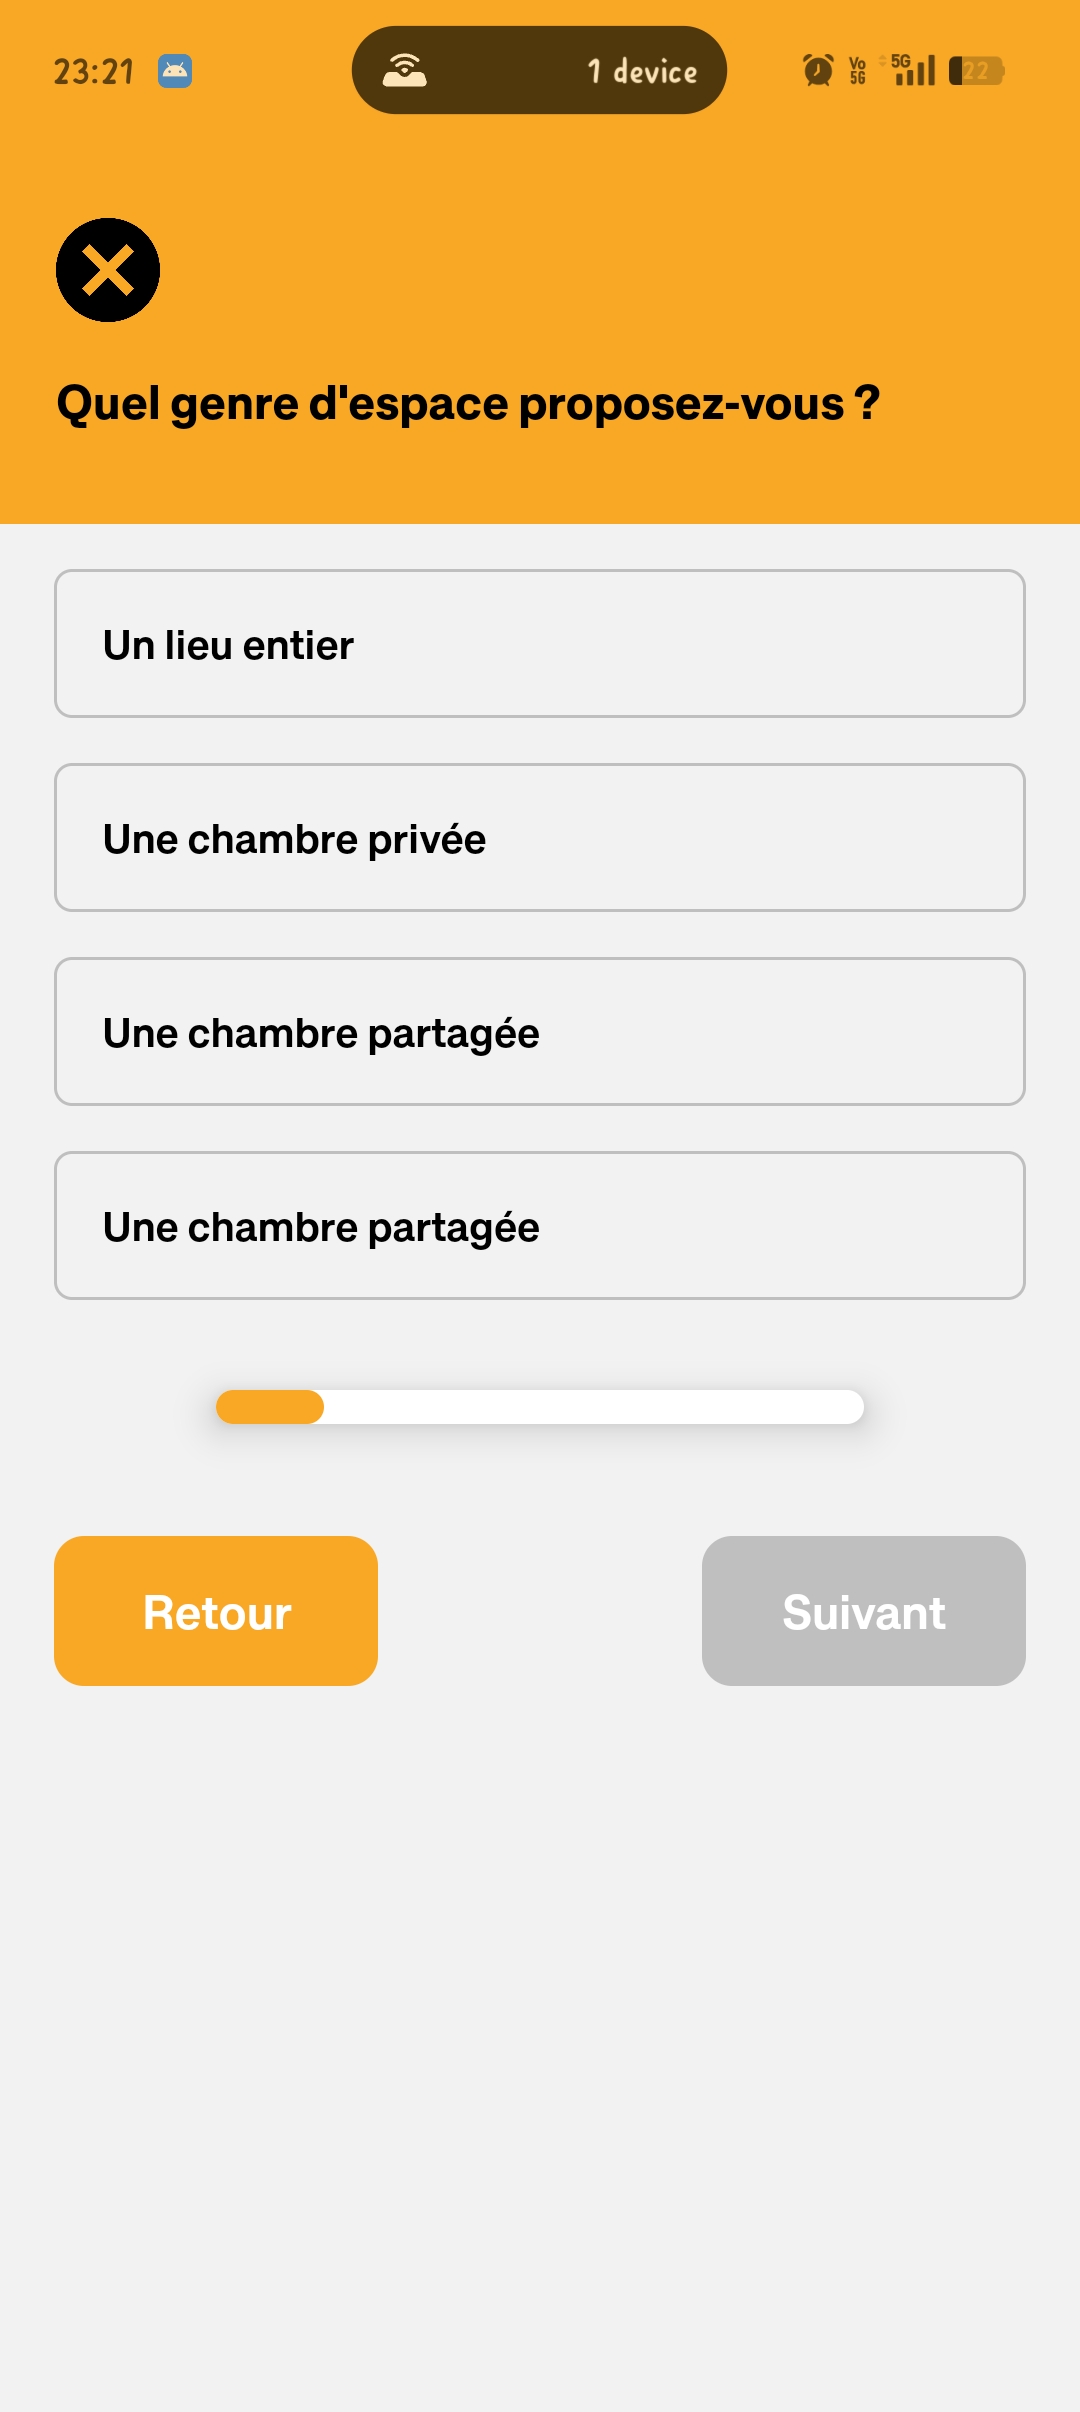 23:21
1 device
Vo 5G
5G
22
Quel genre d'espace proposez-vous ?
Un lieu entier
Une chambre privée
Une chambre partagée
Une chambre partagée
Retour
Suivant